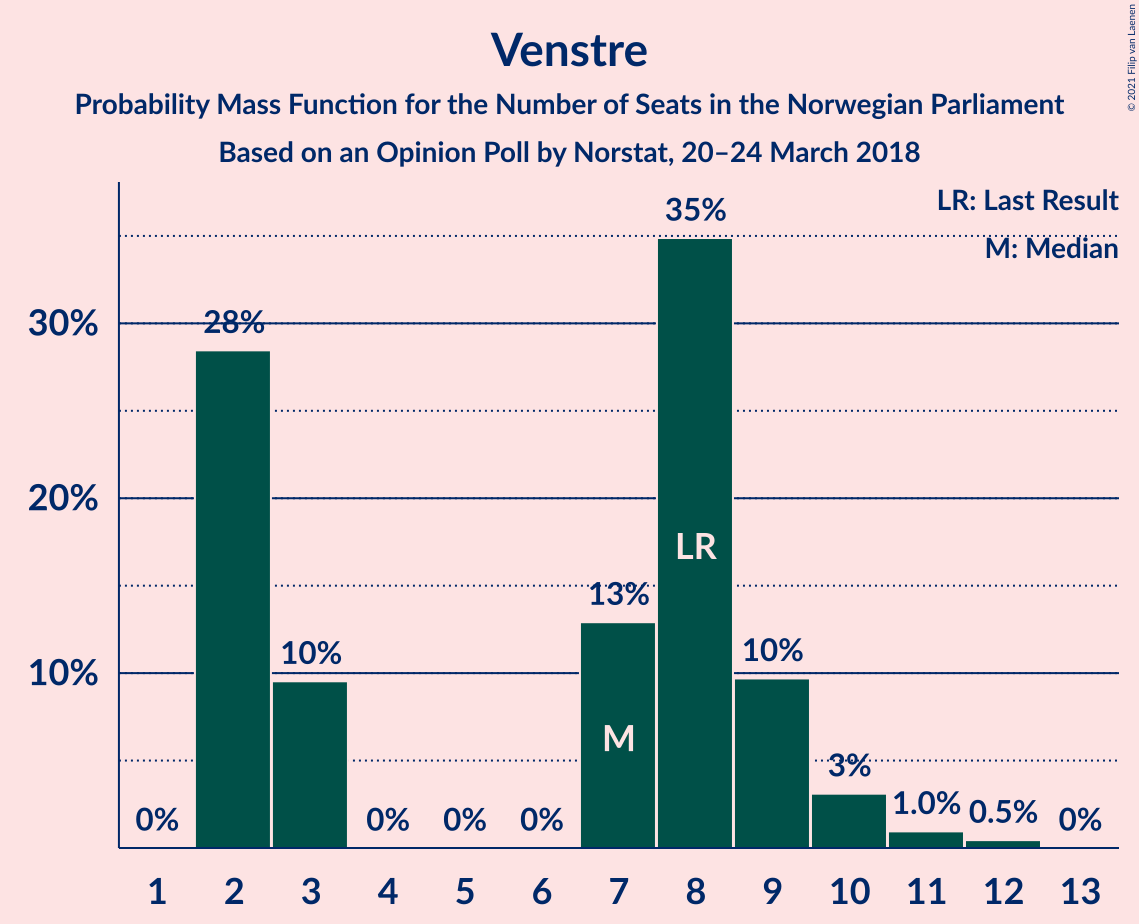 Venstre
Probability Mass Function for the Number of Seats in the Norwegian Parliament
Based on an Opinion Poll by Norstat, 20–24 March 2018
© 2021 Filip van Laenen
LR: Last Result
M: Median
35%
30%
28%
20%
LR
13%
10%
10%
10%
M
3%
0%
0%
0%
0%
1.0%
0.5%
0%
1 2 3 4 5 6 7 8 9 10 11 12 13